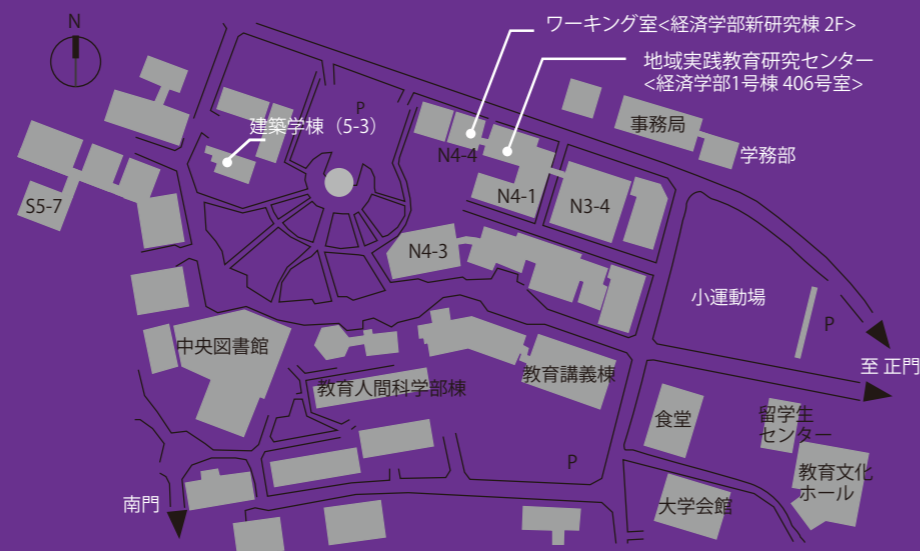 N
ワーキング室<経済学部新研究棟 2F>
地域実践教育研究センター
<経済学部1号棟 406号室>
P
建築学棟（5-3）
事務局
学務部
N4-4
N4-1
N3-4
S5-7
N4-3
小運動場
P
中央図書館
至 正門
教育人間科学部棟
教育講義棟
食堂
留学生
センター
P
教育文化
ホール
南門
大学会館